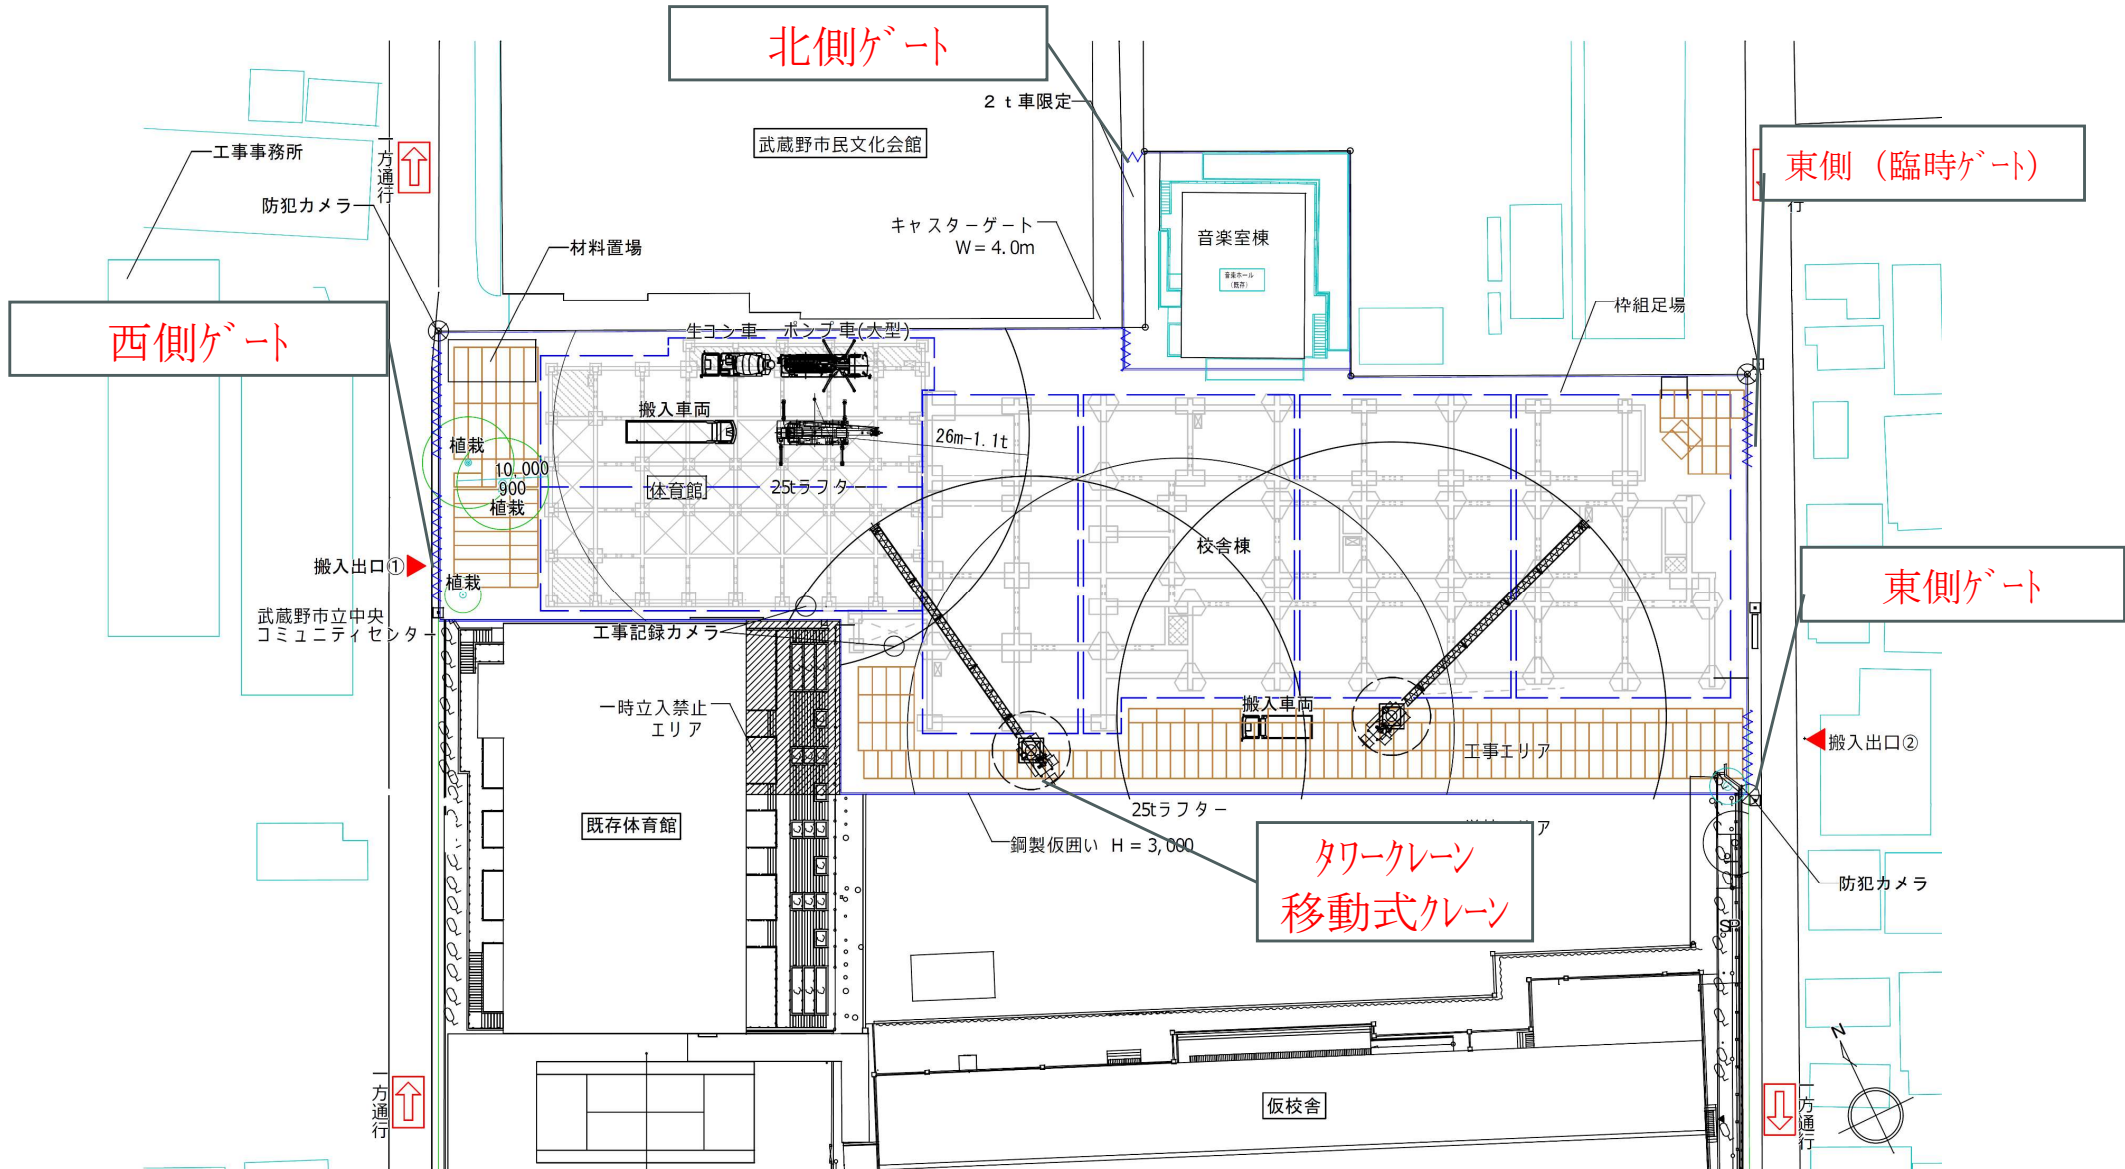 北側ゲート
２ｔ車限定
武蔵野市民文化会館
工事事務所
一方通行
防犯カメラ
材料置場
キャスターゲート
W＝4.0m
音楽室棟
音楽ホール
（既存）
東側（臨時ゲート）
行
枠組足場
西側ゲート
生コン車
ポンプ車(大型)
搬入車両
26m-1.1t
植栽
10,000
900
植栽
体育館
25tラフター
校舎棟
搬入出口①
植栽
武蔵野市立中央
コミュニティセンター
工事記録カメラ
東側ゲート
一時立入禁止
エリア
搬入車両
工事エリア
搬入出口②
25tラフター
既存体育館
鋼製仮囲い H＝3,000
ア
タワークレーン
移動式クレーン
防犯カメラ
N
一方通行
仮校舎
一方通行